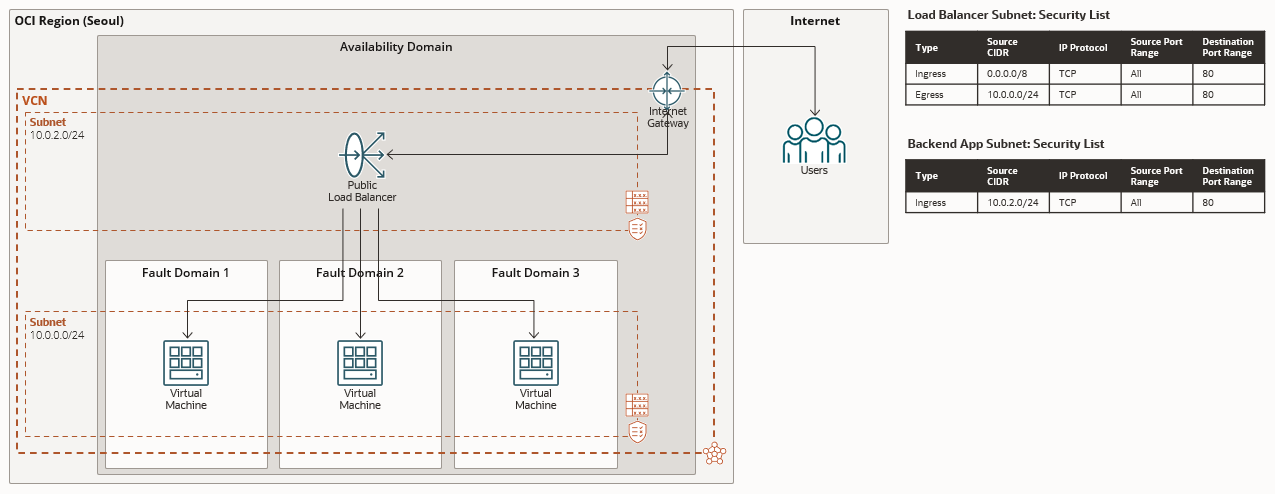 OCI Region (Seoul)
Availability Domain
Internet
VCN
Subnet
10.0.2.0/24
Internet
Gateway
Public
Load Balancer
Users
Fault Domain 1
Fault Domain 2
Fault Domain 3
Subnet
10.0.0.0/24
Virtual
Machine
Virtual
Machine
Virtual
Machine
Load Balancer Subnet: Security List
Type Source CIDR IP Protocol Source Port Range Destination Port Range
Ingress 0.0.0.0/8 TCP All 80
Egress 10.0.0.0/24 TCP All 80
Backend App Subnet: Security List
Type Source CIDR IP Protocol Source Port Range Destination Port Range
Ingress 10.0.2.0/24 TCP All 80